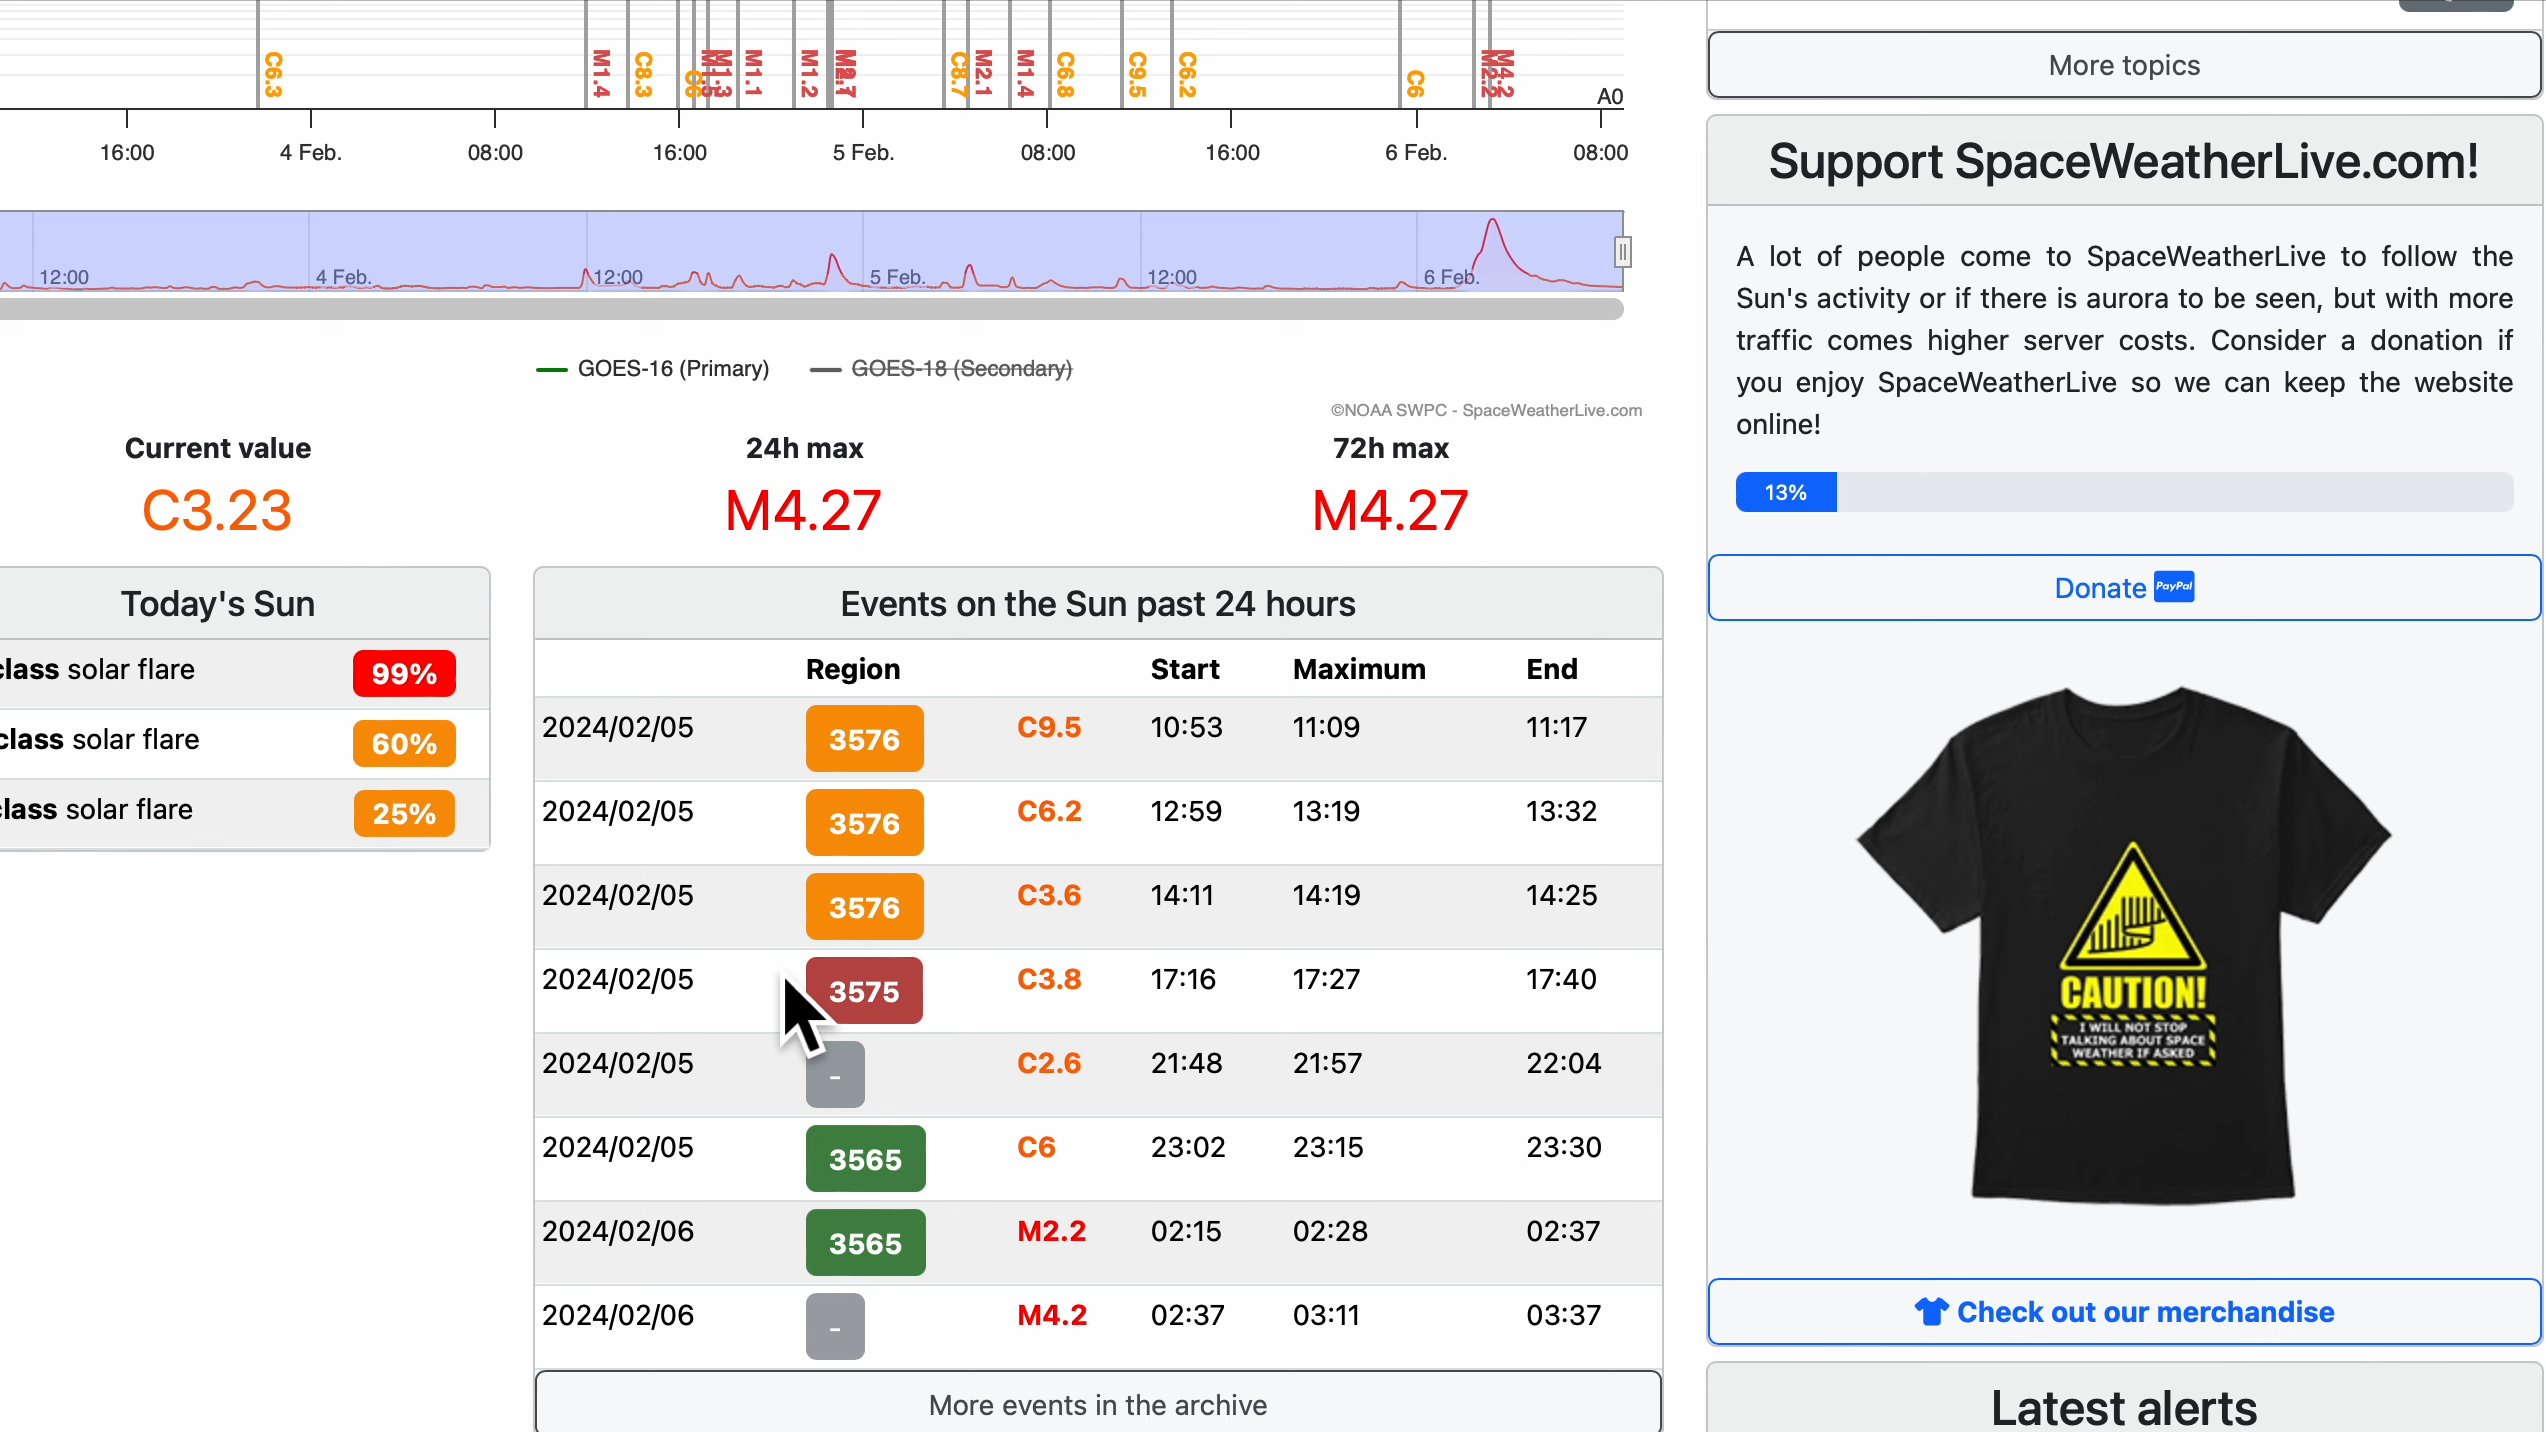 More topics
C6.3
M1.4
C8.3
M1.1
M1.2
C8.7
M2.1
M1.4
C6.8
C9.5
C6.2
C6
M2.2
M4.2
A0
16:00 4 Feb. 08:00 16:00 5 Feb. 08:00 16:00 6 Feb. 08:00
12:00 4 Feb. 12:00 5 Feb. 12:00 6 Feb.
GOES-16 (Primary) GOES-18 (Secondary)
©NOAA SWPC - SpaceWeatherLive.com
Current value 24h max 72h max
C3.23 M4.27 M4.27
Today's Sun
class solar flare 99%
class solar flare 60%
class solar flare 25%
Events on the Sun past 24 hours
Region Start Maximum End
2024/02/05 3576 C9.5 10:53 11:09 11:17
2024/02/05 3576 C6.2 12:59 13:19 13:32
2024/02/05 3576 C3.6 14:11 14:19 14:25
2024/02/05 3575 C3.8 17:16 17:27 17:40
2024/02/05 - C2.6 21:48 21:57 22:04
2024/02/05 3565 C6 23:02 23:15 23:30
2024/02/06 3565 M2.2 02:15 02:28 02:37
2024/02/06 - M4.2 02:37 03:11 03:37
More events in the archive
Support SpaceWeatherLive.com!
A lot of people come to SpaceWeatherLive to follow the
Sun's activity or if there is aurora to be seen, but with more
traffic comes higher server costs. Consider a donation if
you enjoy SpaceWeatherLive so we can keep the website
online!
13%
Donate PayPal
CAUTION!
I WILL NOT STOP
TALKING ABOUT SPACE
WEATHER IF ASKED
Check out our merchandise
Latest alerts